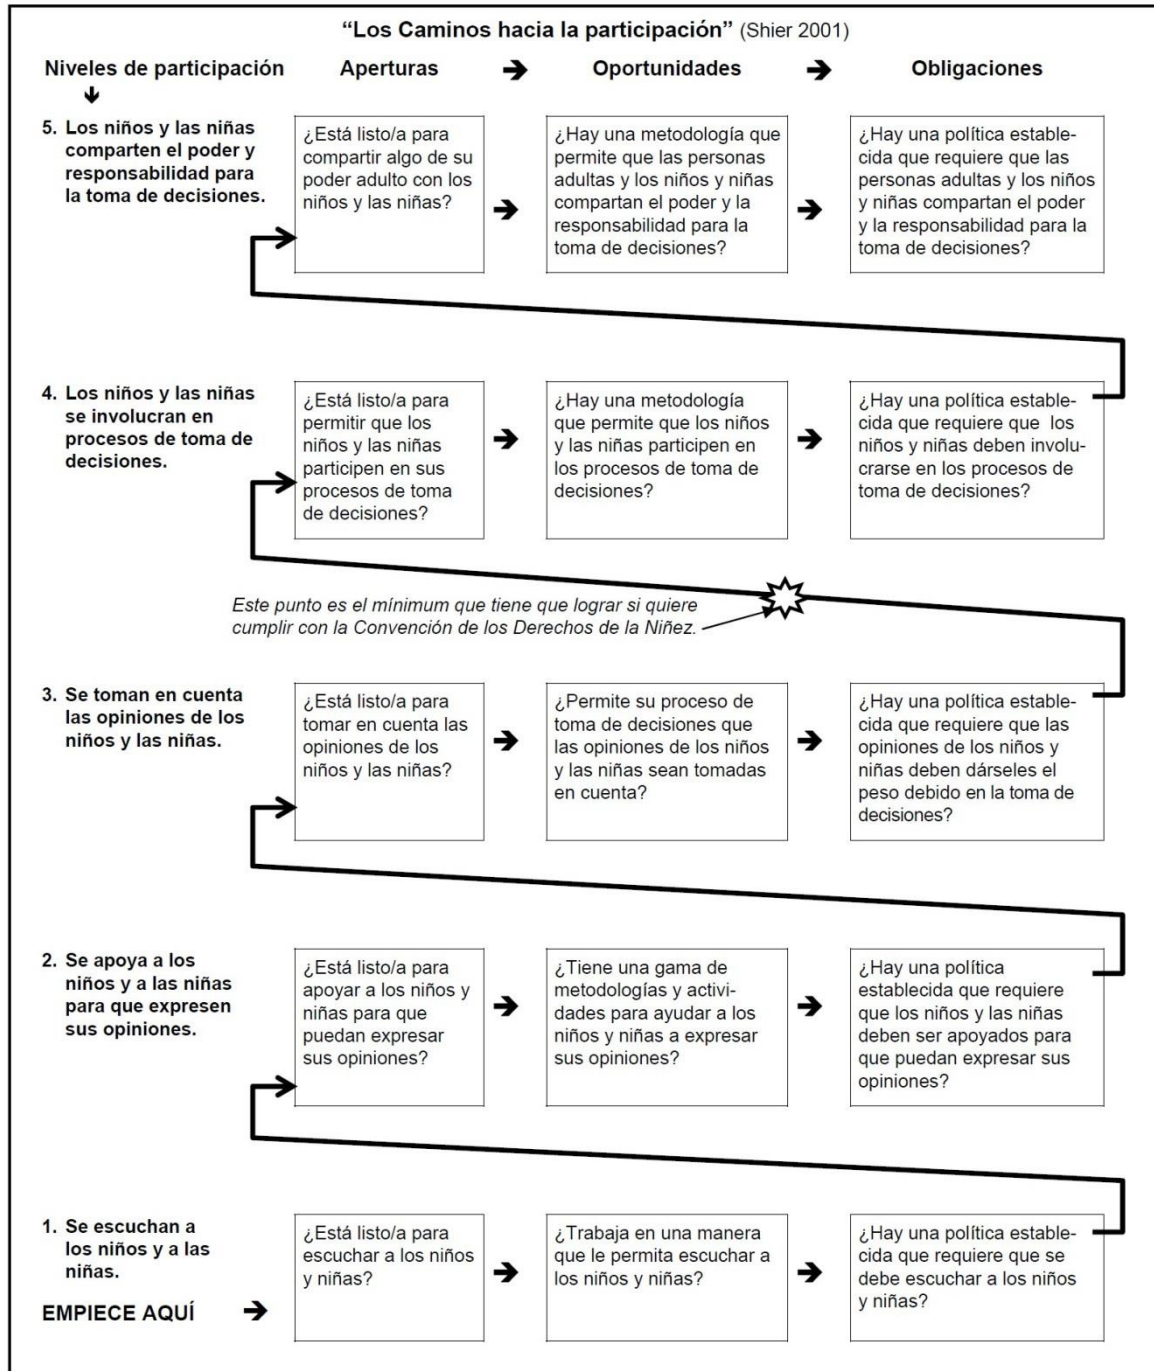 “Los Caminos hacia la participación” (Shier 2001)
Niveles de participación
Aperturas
Oportunidades
Obligaciones
5. Los niños y las niñas
comparten el poder y
responsabilidad para
la toma de decisiones.
¿Está listo/a para
compartir algo de su
poder adulto con los
niños y las niñas?
¿Hay una metodología que
permite que las personas
adultas y los niños y niñas
compartan el poder y la
responsabilidad para la
toma de decisiones?
¿Hay una política estable-
cida que requiere que las
personas adultas y los niños
y niñas compartan el poder
y la responsabilidad para la
toma de decisiones?
4. Los niños y las niñas
se involucran en
procesos de toma de
decisiones.
¿Está listo/a para
permitir que los
niños y las niñas
participen en sus
procesos de toma
de decisiones?
¿Hay una metodología
que permite que los niños
y las niñas participen en
los procesos de toma de
decisiones?
¿Hay una política estable-
cida que requiere que los
niños y niñas deben involu-
crarse en los procesos de
toma de decisiones?
Este punto es el mínimum que tiene que lograr si quiere
cumplir con la Convención de los Derechos de la Niñez.
3. Se toman en cuenta
las opiniones de los
niños y las niñas.
¿Está listo/a para
tomar en cuenta las
opiniones de los
niños y las niñas?
¿Permite su proceso de
toma de decisiones que
las opiniones de los niños
y las niñas sean tomadas
en cuenta?
¿Hay una política estable-
cida que requiere que las
opiniones de los niños y
niñas deben dárseles el
peso debido en la toma de
decisiones?
2. Se apoya a los
niños y a las niñas
para que expresen
sus opiniones.
¿Está listo/a para
apoyar a los niños y
niñas para que
puedan expresar
sus opiniones?
¿Tiene una gama de
metodologías y activi-
dades para ayudar a los
niños y niñas a expresar
sus opiniones?
¿Hay una política
establecida que requiere
que los niños y las niñas
deben ser apoyados para
que puedan expresar sus
opiniones?
1. Se escuchan a
los niños y a las
niñas.
EMPIECE AQUÍ
¿Está listo/a para
escuchar a los niños
y niñas?
¿Trabaja en una manera
que le permita escuchar a
los niños y niñas?
¿Hay una política estable-
cida que requiere que se
debe escuchar a los niños
y niñas?